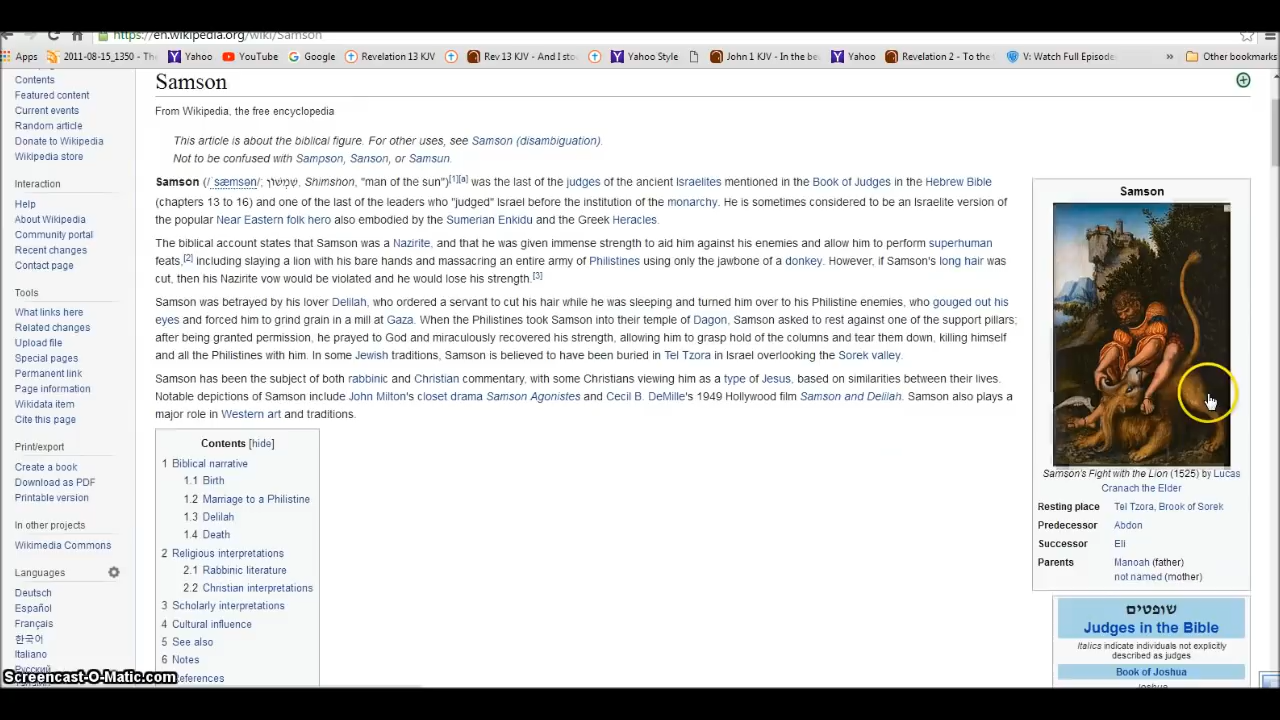 https://en.wikipedia.org/wiki/Samson
Apps 2011-08-15_1350 - The Yahoo YouTube Google Revelation 13 KJV Rev 13 KJV - And I sto Yahoo Style John 1 KJV - In the be Yahoo Revelation 2 - To the V: Watch Full Episode » Other bookmarks
Contents
Featured content
Current events
Random article
Donate to Wikipedia
Wikipedia store
Interaction
Help
About Wikipedia
Community portal
Recent changes
Contact page
Tools
What links here
Related changes
Upload file
Special pages
Permanent link
Page information
Wikidata item
Cite this page
Print/export
Create a book
Download as PDF
Printable version
In other projects
Wikimedia Commons
Languages
Deutsch
Español
Français
한국어
Italiano
Русский
Samson
From Wikipedia, the free encyclopedia
This article is about the biblical figure. For other uses, see Samson (disambiguation).
Not to be confused with Sampson, Sanson, or Samsun.
Samson (/ˈsæmsən/; שִׁמְשׁוֹן, Shimshon, "man of the sun")[1][a] was the last of the judges of the ancient Israelites mentioned in the Book of Judges in the Hebrew Bible
(chapters 13 to 16) and one of the last of the leaders who "judged" Israel before the institution of the monarchy. He is sometimes considered to be an Israelite version of
the popular Near Eastern folk hero also embodied by the Sumerian Enkidu and the Greek Heracles.
The biblical account states that Samson was a Nazirite, and that he was given immense strength to aid him against his enemies and allow him to perform superhuman
feats,[2] including slaying a lion with his bare hands and massacring an entire army of Philistines using only the jawbone of a donkey. However, if Samson's long hair was
cut, then his Nazirite vow would be violated and he would lose his strength.[3]
Samson was betrayed by his lover Delilah, who ordered a servant to cut his hair while he was sleeping and turned him over to his Philistine enemies, who gouged out his
eyes and forced him to grind grain in a mill at Gaza. When the Philistines took Samson into their temple of Dagon, Samson asked to rest against one of the support pillars;
after being granted permission, he prayed to God and miraculously recovered his strength, allowing him to grasp hold of the columns and tear them down, killing himself
and all the Philistines with him. In some Jewish traditions, Samson is believed to have been buried in Tel Tzora in Israel overlooking the Sorek valley.
Samson has been the subject of both rabbinic and Christian commentary, with some Christians viewing him as a type of Jesus, based on similarities between their lives.
Notable depictions of Samson include John Milton's closet drama Samson Agonistes and Cecil B. DeMille's 1949 Hollywood film Samson and Delilah. Samson also plays a
major role in Western art and traditions.
Contents [hide]
1 Biblical narrative
1.1 Birth
1.2 Marriage to a Philistine
1.3 Delilah
1.4 Death
2 Religious interpretations
2.1 Rabbinic literature
2.2 Christian interpretations
3 Scholarly interpretations
4 Cultural influence
5 See also
6 Notes
References
Samson
Samson's Fight with the Lion (1525) by Lucas
Cranach the Elder
Resting place Tel Tzora, Brook of Sorek
Predecessor Abdon
Successor Eli
Parents Manoah (father)
not named (mother)
שופטים
Judges in the Bible
Italics indicate individuals not explicitly
described as judges
Book of Joshua
Joshua
Screencast-O-Matic.com